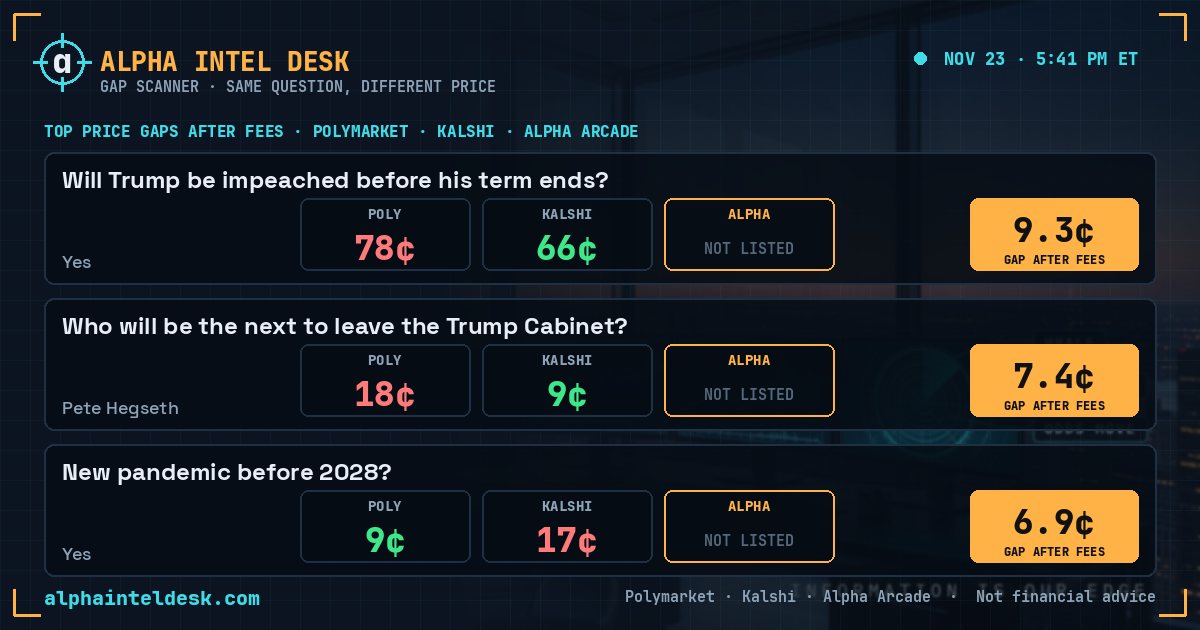 α ALPHA INTEL DESK
GAP SCANNER · SAME QUESTION, DIFFERENT PRICE
NOV 23 · 5:41 PM ET
TOP PRICE GAPS AFTER FEES · POLYMARKET · KALSHI · ALPHA ARCADE
Will Trump be impeached before his term ends?
Yes
POLY
78¢
KALSHI
66¢
ALPHA
NOT LISTED
9.3¢
GAP AFTER FEES
Who will be the next to leave the Trump Cabinet?
Pete Hegseth
POLY
18¢
KALSHI
9¢
ALPHA
NOT LISTED
7.4¢
GAP AFTER FEES
New pandemic before 2028?
Yes
POLY
9¢
KALSHI
17¢
ALPHA
NOT LISTED
6.9¢
GAP AFTER FEES
INFORMATION IS OUR EDGE
alphainteldesk.com
Polymarket · Kalshi · Alpha Arcade · Not financial advice